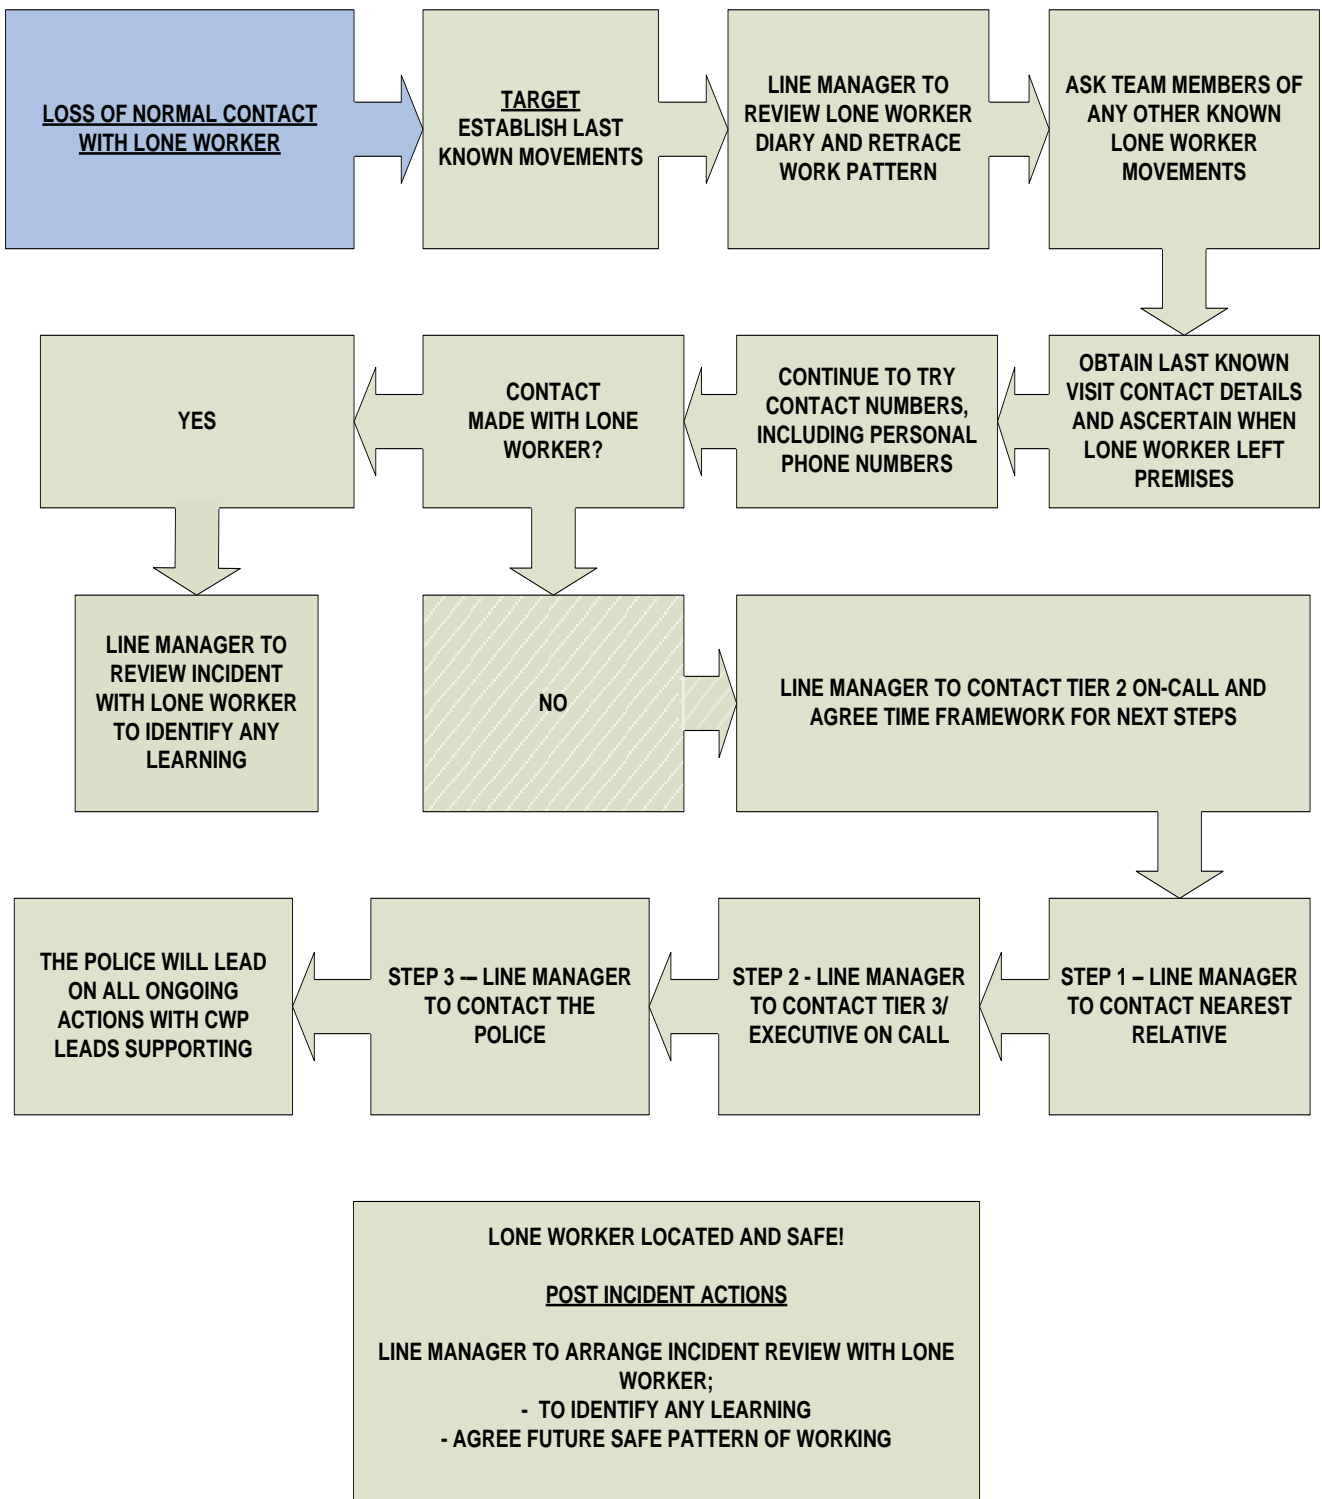 LOSS OF NORMAL CONTACT
WITH LONE WORKER
TARGET
ESTABLISH LAST
KNOWN MOVEMENTS
LINE MANAGER TO
REVIEW LONE WORKER
DIARY AND RETRACE
WORK PATTERN
ASK TEAM MEMBERS OF
ANY OTHER KNOWN
LONE WORKER
MOVEMENTS
OBTAIN LAST KNOWN
VISIT CONTACT DETAILS
AND ASCERTAIN WHEN
LONE WORKER LEFT
PREMISES
CONTINUE TO TRY
CONTACT NUMBERS,
INCLUDING PERSONAL
PHONE NUMBERS
CONTACT
MADE WITH LONE
WORKER?
YES
LINE MANAGER TO
REVIEW INCIDENT
WITH LONE WORKER
TO IDENTIFY ANY
LEARNING
NO
LINE MANAGER TO CONTACT TIER 2 ON-CALL AND
AGREE TIME FRAMEWORK FOR NEXT STEPS
STEP 1 – LINE MANAGER
TO CONTACT NEAREST
RELATIVE
STEP 2 - LINE MANAGER
TO CONTACT TIER 3/
EXECUTIVE ON CALL
STEP 3 -– LINE MANAGER
TO CONTACT THE
POLICE
THE POLICE WILL LEAD
ON ALL ONGOING
ACTIONS WITH CWP
LEADS SUPPORTING
LONE WORKER LOCATED AND SAFE!
POST INCIDENT ACTIONS
LINE MANAGER TO ARRANGE INCIDENT REVIEW WITH LONE
WORKER;
- TO IDENTIFY ANY LEARNING
- AGREE FUTURE SAFE PATTERN OF WORKING